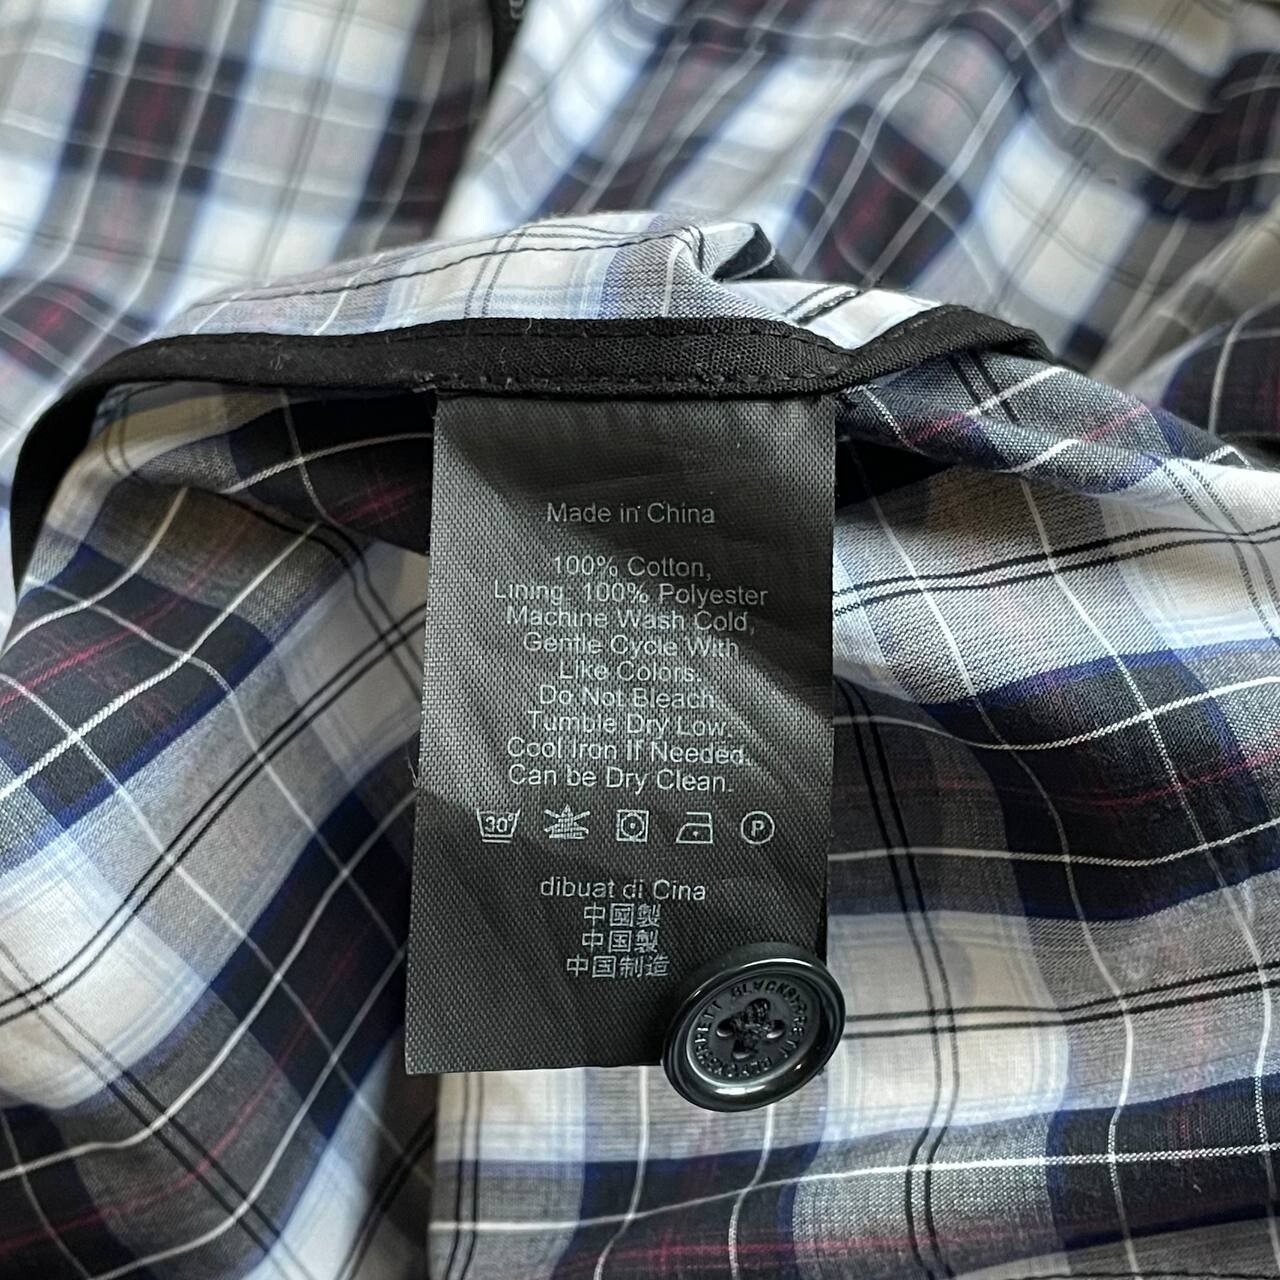 Made in China
100% Cotton,
Lining: 100% Polyester
Machine Wash Cold,
Gentle Cycle With
Like Colors.
Do Not Bleach.
Tumble Dry Low.
Cool Iron If Needed.
Can be Dry Clean.
30°
P
dibuat di Cina
中國製
中国製
中国制造